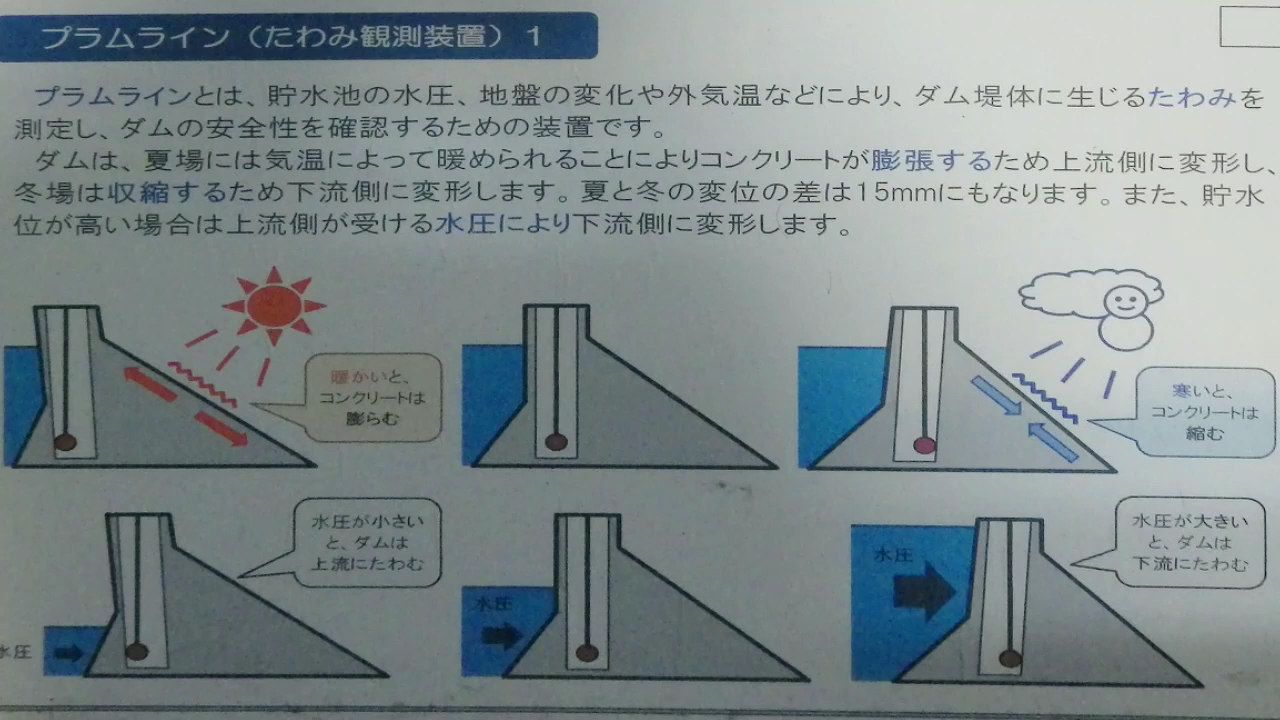 プラムライン（たわみ観測装置）１
プラムラインとは、貯水池の水圧、地盤の変化や外気温などにより、ダム堤体に生じるたわみを
測定し、ダムの安全性を確認するための装置です。
ダムは、夏場には気温によって暖められることによりコンクリートが膨張するため上流側に変形し、
冬場は収縮するため下流側に変形します。夏と冬の変位の差は15mmにもなります。また、貯水
位が高い場合は上流側が受ける水圧により下流側に変形します。
暖かいと、
コンクリートは
膨らむ
寒いと、
コンクリートは
縮む
水圧が小さい
と、ダムは
上流にたわむ
水圧
水圧
水圧
水圧が大きい
と、ダムは
下流にたわむ